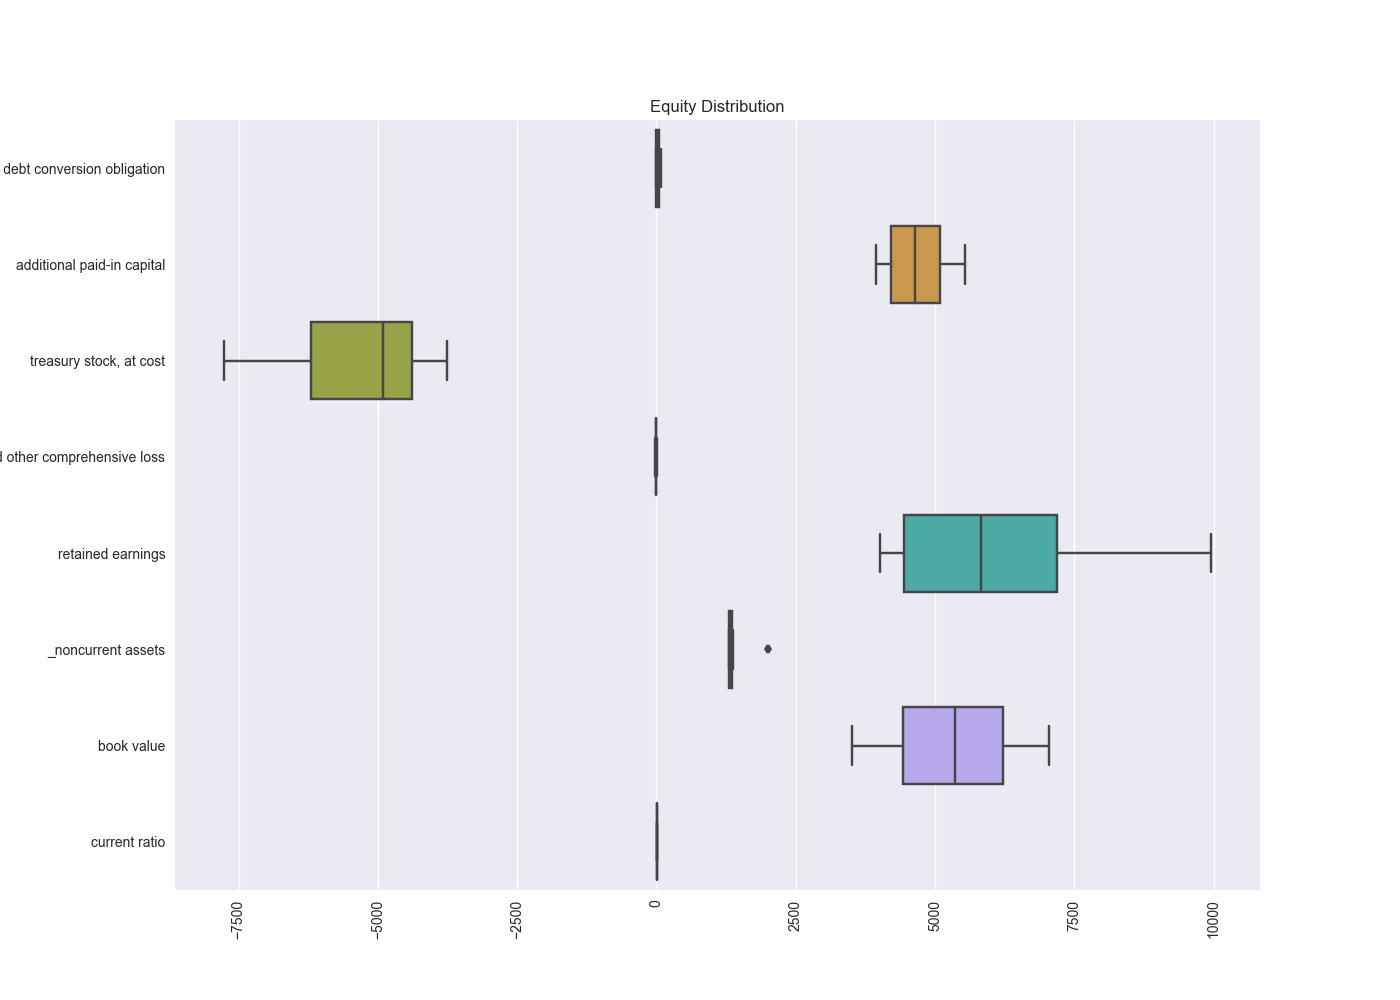 Equity Distribution
debt conversion obligation
additional paid-in capital
treasury stock, at cost
other comprehensive loss
retained earnings
_noncurrent assets
book value
current ratio
−7500
−5000
−2500
0
2500
5000
7500
10000